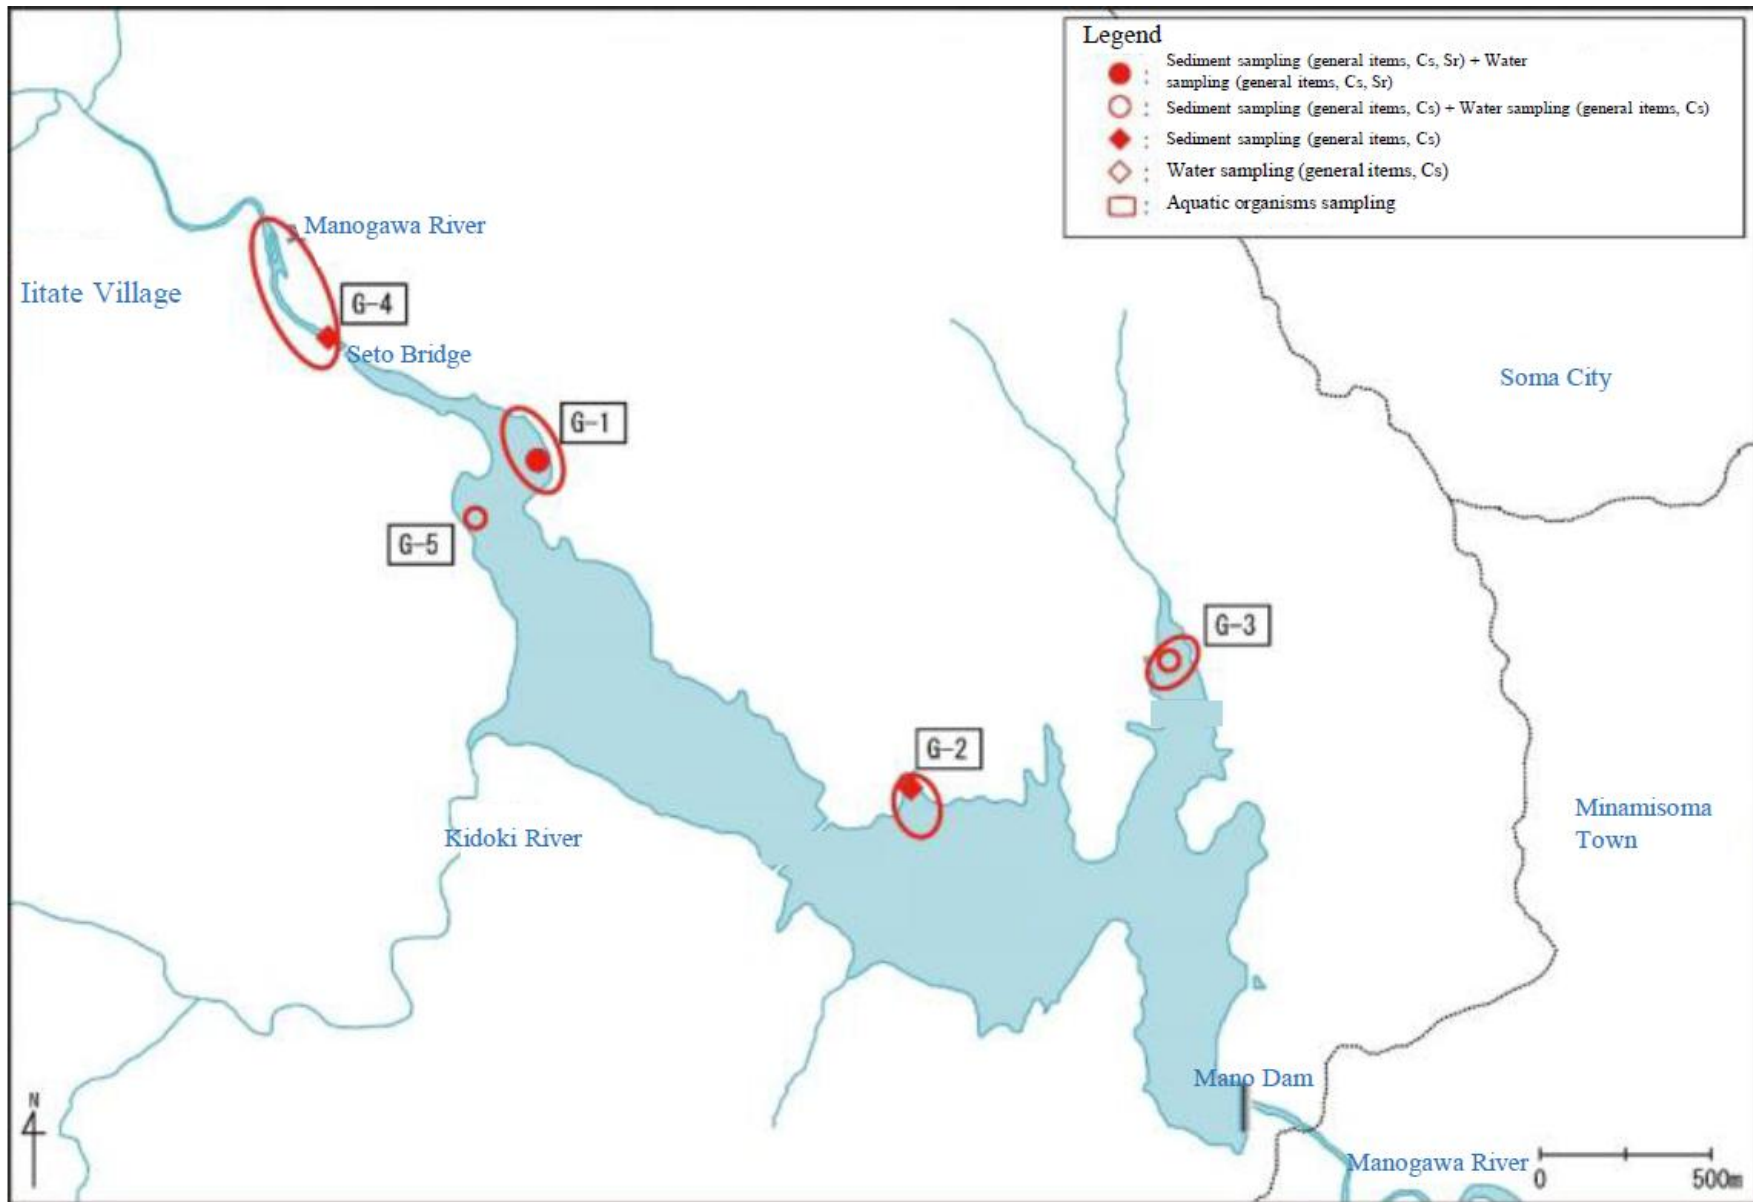 Legend
: Sediment sampling (general items, Cs, Sr) + Water
sampling (general items, Cs, Sr)
: Sediment sampling (general items, Cs) + Water sampling (general items, Cs)
: Sediment sampling (general items, Cs)
: Water sampling (general items, Cs)
: Aquatic organisms sampling
Manogawa River
Iitate Village
G-4
Seto Bridge
Soma City
G-1
G-5
G-3
G-2
Minamisoma
Town
Kidoki River
Mano Dam
N
Manogawa River
0 500m